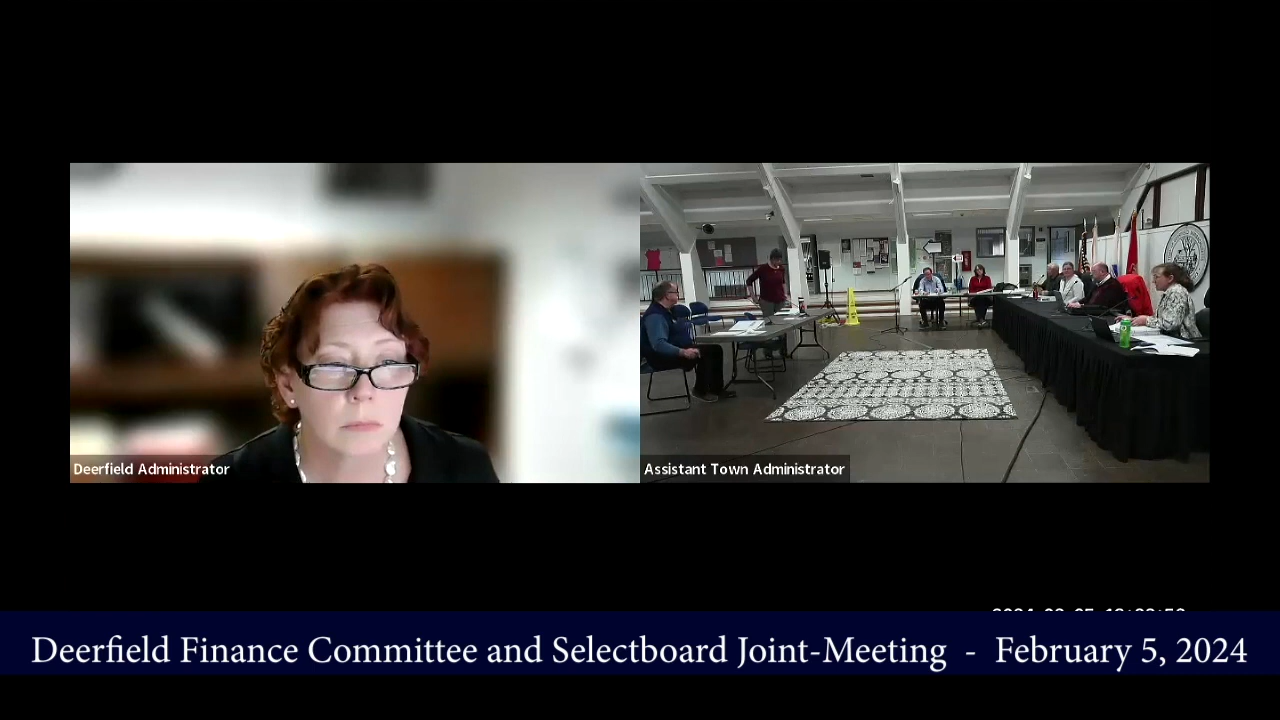 Deerfield Administrator
Assistant Town Administrator
Deerfield Finance Committee and Selectboard Joint-Meeting - February 5, 2024